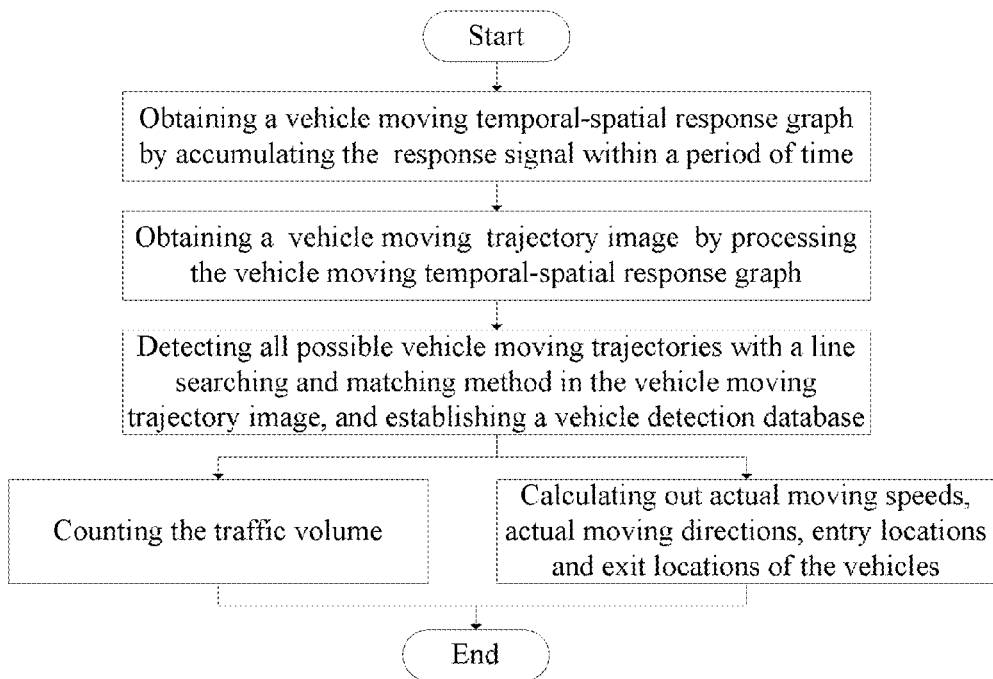 Start
Obtaining a vehicle moving temporal-spatial response graph
by accumulating the response signal within a period of time
Obtaining a vehicle moving trajectory image by processing
the vehicle moving temporal-spatial response graph
Detecting all possible vehicle moving trajectories with a line
searching and matching method in the vehicle moving
trajectory image, and establishing a vehicle detection database
Counting the traffic volume
Calculating out actual moving speeds,
actual moving directions, entry locations
and exit locations of the vehicles
End